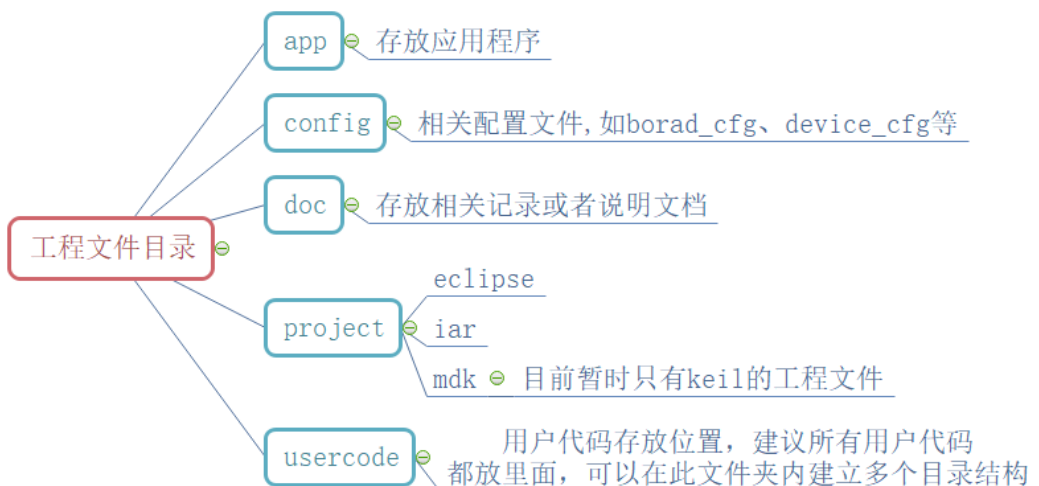 app
存放应用程序
config
相关配置文件,如borad_cfg、device_cfg等
doc
存放相关记录或者说明文档
工程文件目录
eclipse
project
iar
mdk
目前暂时只有keil的工程文件
usercode
用户代码存放位置，建议所有用户代码
都放里面，可以在此文件夹内建立多个目录结构